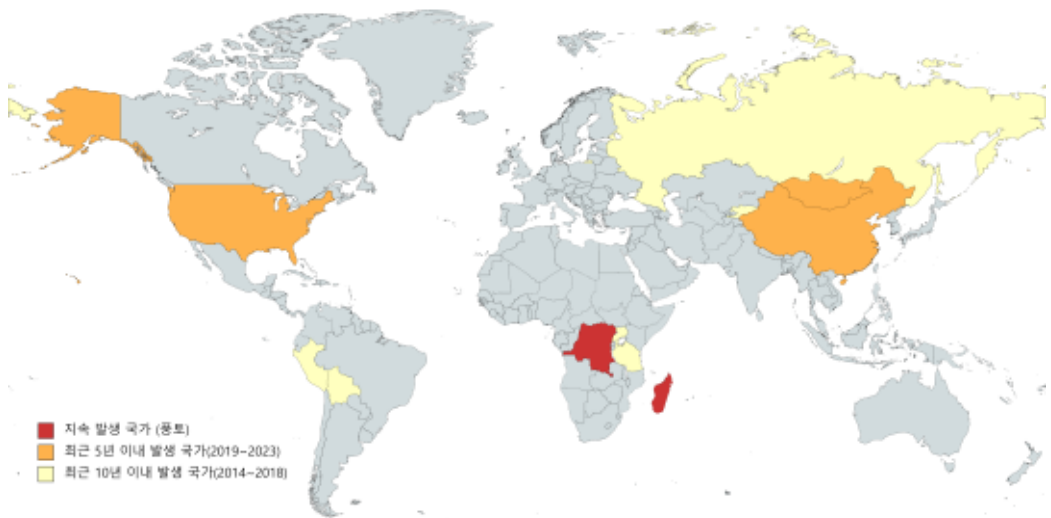 지속 발생 국가 (풍토)
최근 5년 이내 발생 국가(2019~2023)
최근 10년 이내 발생 국가(2014~2018)